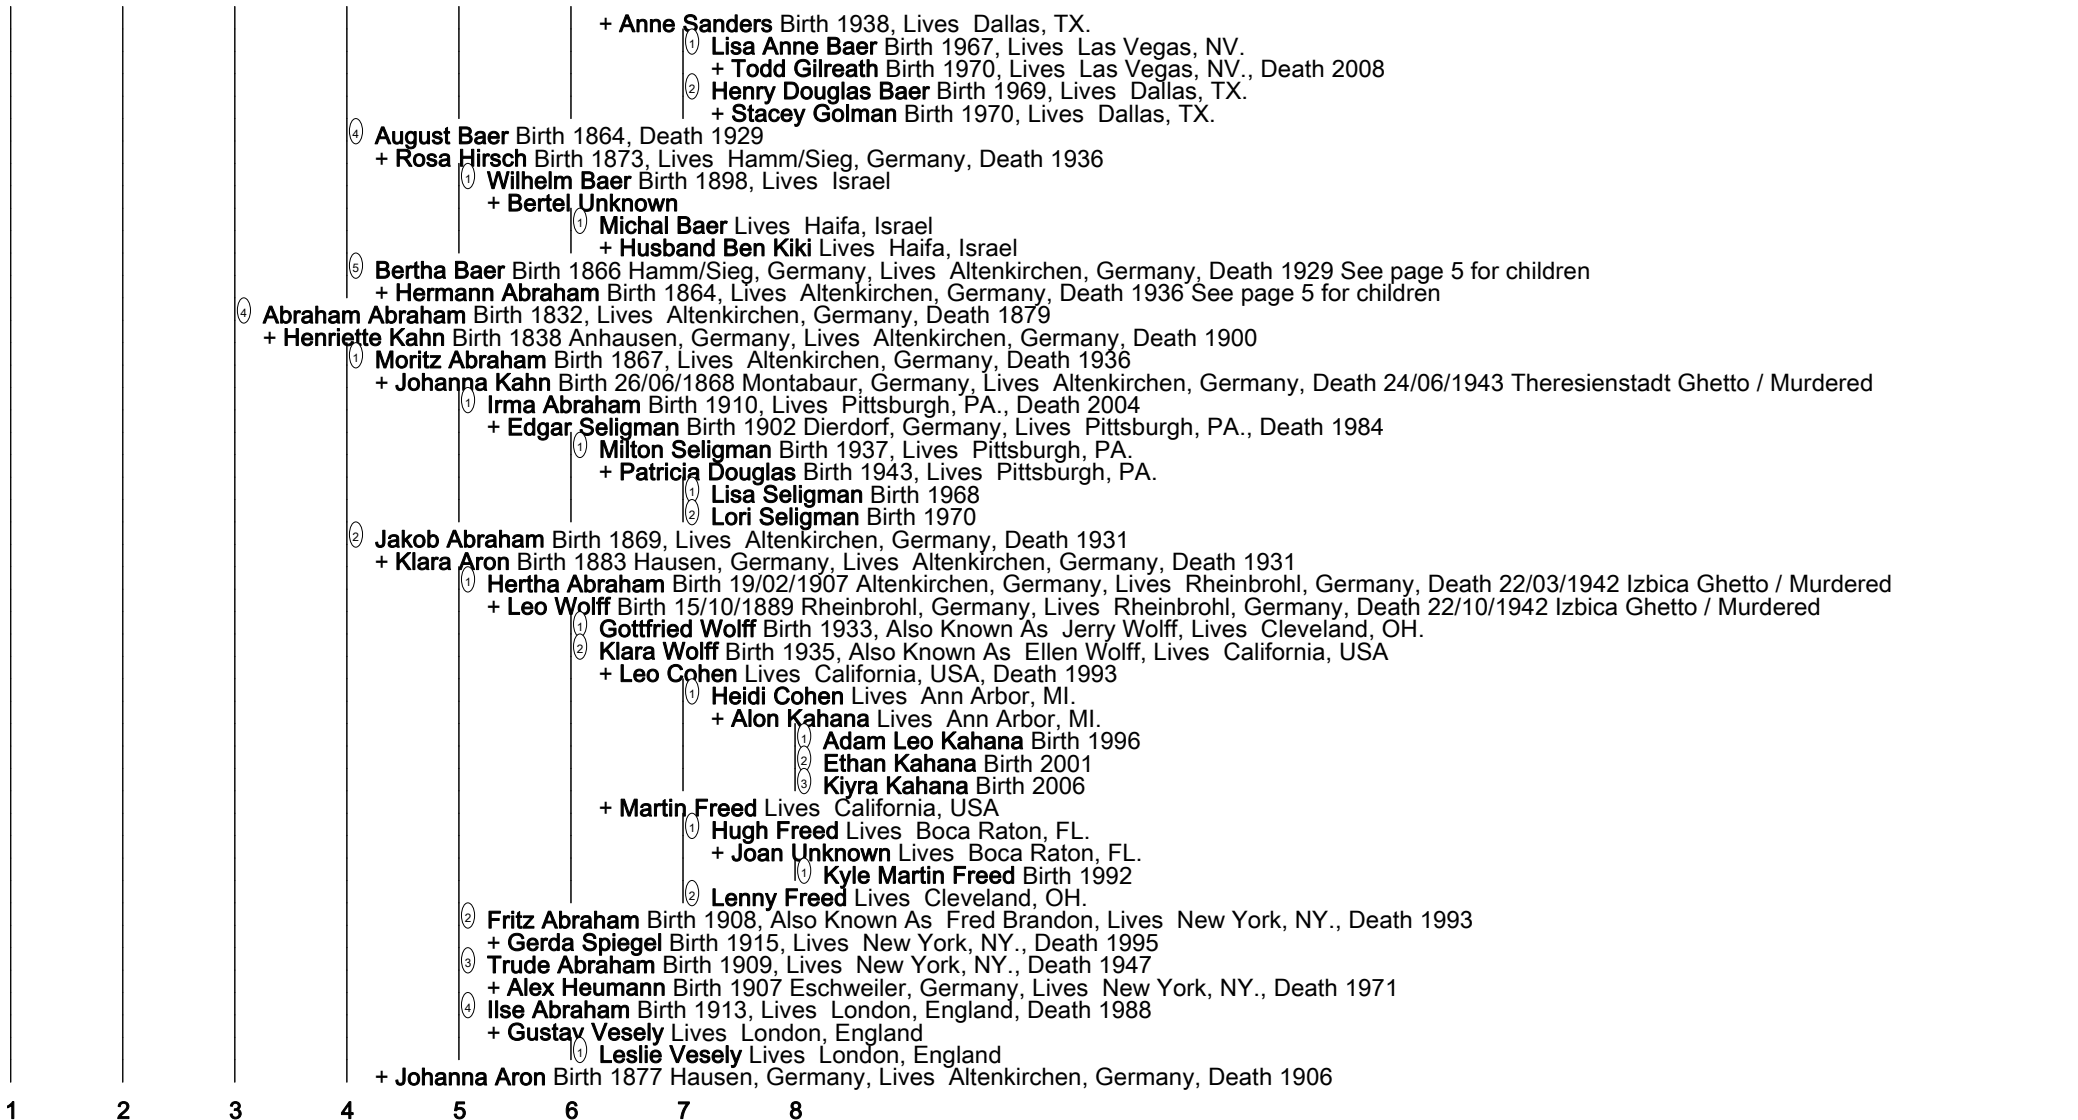 + Anne Sanders Birth 1938, Lives Dallas, TX.
1 Lisa Anne Baer Birth 1967, Lives Las Vegas, NV.
+ Todd Gilreath Birth 1970, Lives Las Vegas, NV., Death 2008
2 Henry Douglas Baer Birth 1969, Lives Dallas, TX.
+ Stacey Golman Birth 1970, Lives Dallas, TX.
4 August Baer Birth 1864, Death 1929
+ Rosa Hirsch Birth 1873, Lives Hamm/Sieg, Germany, Death 1936
1 Wilhelm Baer Birth 1898, Lives Israel
+ Bertel Unknown
1 Michal Baer Lives Haifa, Israel
+ Husband Ben Kiki Lives Haifa, Israel
5 Bertha Baer Birth 1866 Hamm/Sieg, Germany, Lives Altenkirchen, Germany, Death 1929 See page 5 for children
+ Hermann Abraham Birth 1864, Lives Altenkirchen, Germany, Death 1936 See page 5 for children
4 Abraham Abraham Birth 1832, Lives Altenkirchen, Germany, Death 1879
+ Henriette Kahn Birth 1838 Anhausen, Germany, Lives Altenkirchen, Germany, Death 1900
1 Moritz Abraham Birth 1867, Lives Altenkirchen, Germany, Death 1936
+ Johanna Kahn Birth 26/06/1868 Montabaur, Germany, Lives Altenkirchen, Germany, Death 24/06/1943 Theresienstadt Ghetto / Murdered
1 Irma Abraham Birth 1910, Lives Pittsburgh, PA., Death 2004
+ Edgar Seligman Birth 1902 Dierdorf, Germany, Lives Pittsburgh, PA., Death 1984
1 Milton Seligman Birth 1937, Lives Pittsburgh, PA.
+ Patricia Douglas Birth 1943, Lives Pittsburgh, PA.
1 Lisa Seligman Birth 1968
2 Lori Seligman Birth 1970
2 Jakob Abraham Birth 1869, Lives Altenkirchen, Germany, Death 1931
+ Klara Aron Birth 1883 Hausen, Germany, Lives Altenkirchen, Germany, Death 1931
1 Hertha Abraham Birth 19/02/1907 Altenkirchen, Germany, Lives Rheinbrohl, Germany, Death 22/03/1942 Izbica Ghetto / Murdered
+ Leo Wolff Birth 15/10/1889 Rheinbrohl, Germany, Lives Rheinbrohl, Germany, Death 22/10/1942 Izbica Ghetto / Murdered
1 Gottfried Wolff Birth 1933, Also Known As Jerry Wolff, Lives Cleveland, OH.
2 Klara Wolff Birth 1935, Also Known As Ellen Wolff, Lives California, USA
+ Leo Cohen Lives California, USA, Death 1993
1 Heidi Cohen Lives Ann Arbor, MI.
+ Alon Kahana Lives Ann Arbor, MI.
1 Adam Leo Kahana Birth 1996
2 Ethan Kahana Birth 2001
3 Kiyra Kahana Birth 2006
+ Martin Freed Lives California, USA
1 Hugh Freed Lives Boca Raton, FL.
+ Joan Unknown Lives Boca Raton, FL.
1 Kyle Martin Freed Birth 1992
2 Lenny Freed Lives Cleveland, OH.
2 Fritz Abraham Birth 1908, Also Known As Fred Brandon, Lives New York, NY., Death 1993
+ Gerda Spiegel Birth 1915, Lives New York, NY., Death 1995
3 Trude Abraham Birth 1909, Lives New York, NY., Death 1947
+ Alex Heumann Birth 1907 Eschweiler, Germany, Lives New York, NY., Death 1971
4 Ilse Abraham Birth 1913, Lives London, England, Death 1988
+ Gustav Vesely Lives London, England
1 Leslie Vesely Lives London, England
+ Johanna Aron Birth 1877 Hausen, Germany, Lives Altenkirchen, Germany, Death 1906
1 2 3 4 5 6 7 8